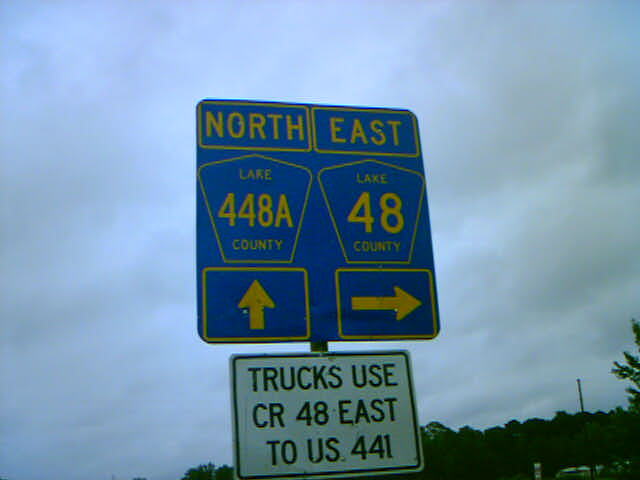 NORTH EAST
LAKE LAKE
448A 48
COUNTY COUNTY
TRUCKS USE
CR 48 EAST
TO US 441